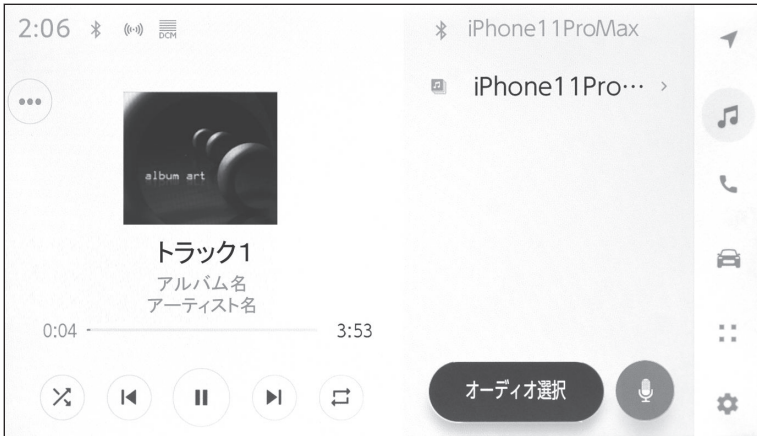 2:06
DCM
album art
トラック1
アルバム名
アーティスト名
0:04
3:53
iPhone11ProMax
iPhone11Pro…
オーディオ選択